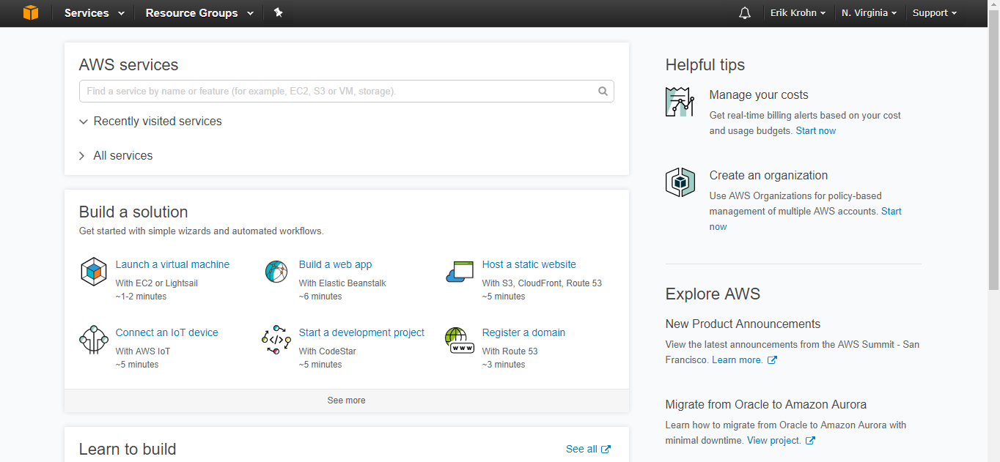 Services Resource Groups Erik Krohn N. Virginia Support
AWS services
Find a service by name or feature (for example, EC2, S3 or VM, storage).
Recently visited services
All services
Build a solution
Get started with simple wizards and automated workflows.
Launch a virtual machine
With EC2 or Lightsail
~1-2 minutes
Build a web app
With Elastic Beanstalk
~6 minutes
Host a static website
With S3, CloudFront, Route 53
~5 minutes
Connect an IoT device
With AWS IoT
~5 minutes
Start a development project
With CodeStar
~5 minutes
www
Register a domain
With Route 53
~3 minutes
See more
Learn to build
See all
Helpful tips
Manage your costs
Get real-time billing alerts based on your cost
and usage budgets. Start now
Create an organization
Use AWS Organizations for policy-based
management of multiple AWS accounts. Start
now
Explore AWS
New Product Announcements
View the latest announcements from the AWS Summit - San
Francisco. Learn more.
Migrate from Oracle to Amazon Aurora
Learn how to migrate from Oracle to Amazon Aurora with
minimal downtime. View project.